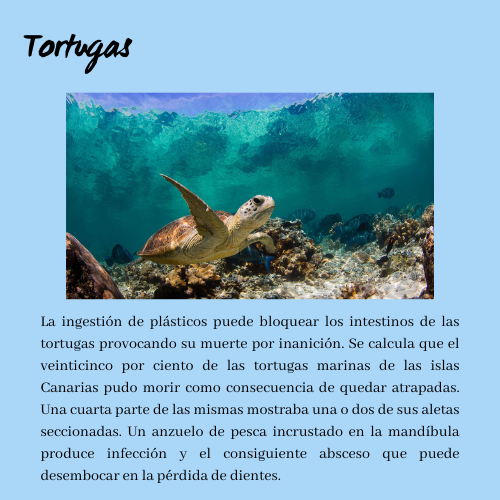 Tortugas
La ingestión de plásticos puede bloquear los intestinos de las
tortugas provocando su muerte por inanición. Se calcula que el
veinticinco por ciento de las tortugas marinas de las islas
Canarias pudo morir como consecuencia de quedar atrapadas.
Una cuarta parte de las mismas mostraba una o dos de sus aletas
seccionadas. Un anzuelo de pesca incrustado en la mandíbula
produce infección y el consiguiente absceso que puede
desembocar en la pérdida de dientes.